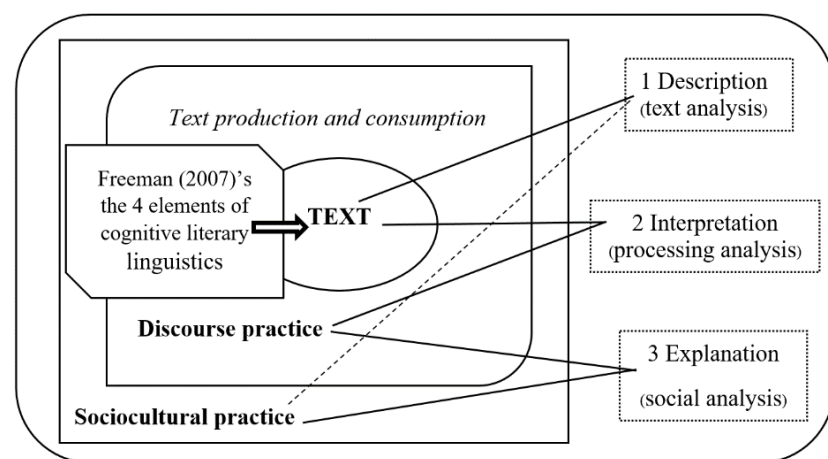 Text production and consumption
Freeman (2007)'s
the 4 elements of
cognitive literary
linguistics
TEXT
Discourse practice
Sociocultural practice
1 Description
(text analysis)
2 Interpretation
(processing analysis)
3 Explanation
(social analysis)